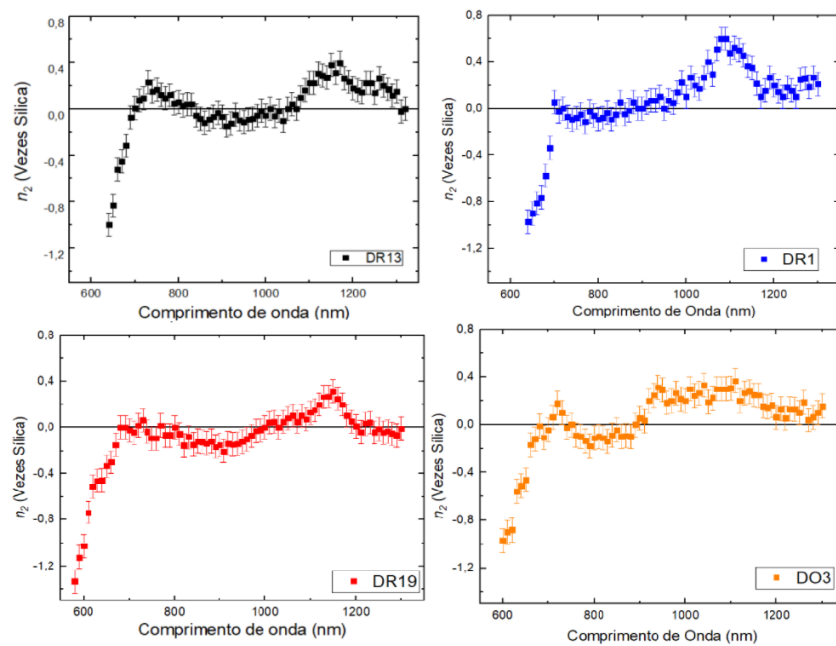 0,8
0,4
0,0
-0,4
-0,8
-1,2
n₂ (Vezes Silica)
DR13
600 800 1000 1200
Comprimento de onda (nm)
0,8
0,4
0,0
-0,4
-0,8
-1,2
n₂ (Vezes Silica)
DR1
600 800 1000 1200
Comprimento de Onda (nm)
0,8
0,4
0,0
-0,4
-0,8
-1,2
n₂ (Vezes Silica)
DR19
600 800 1000 1200
Comprimento de onda (nm)
0,8
0,4
0,0
-0,4
-0,8
-1,2
n₂ (Vezes Silica)
DO3
600 700 800 900 1000 1100 1200 1300
Comprimento de Onda (nm)